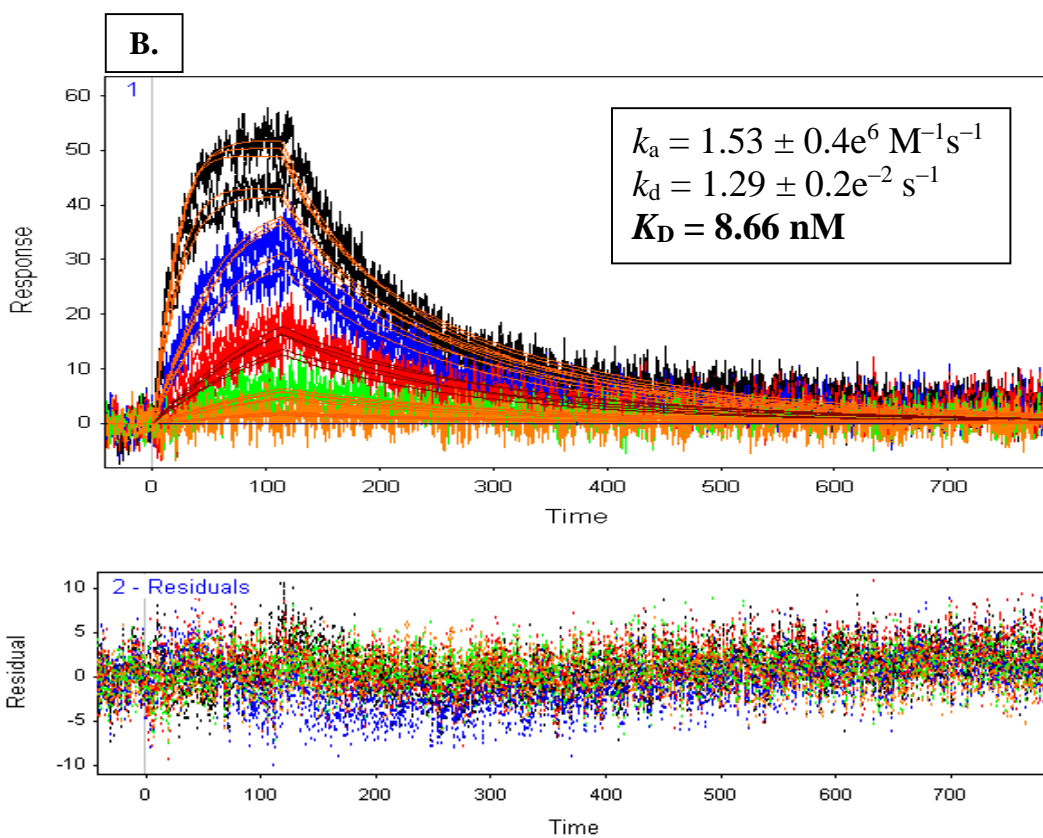 B.
1
60
50
40
30
20
10
0
Response
kₐ = 1.53 ± 0.4e⁶ M⁻¹s⁻¹
k_d = 1.29 ± 0.2e⁻² s⁻¹
K_D = 8.66 nM
0 100 200 300 400 500 600 700
Time
2 - Residuals
10
5
0
-5
-10
Residual
0 100 200 300 400 500 600 700
Time